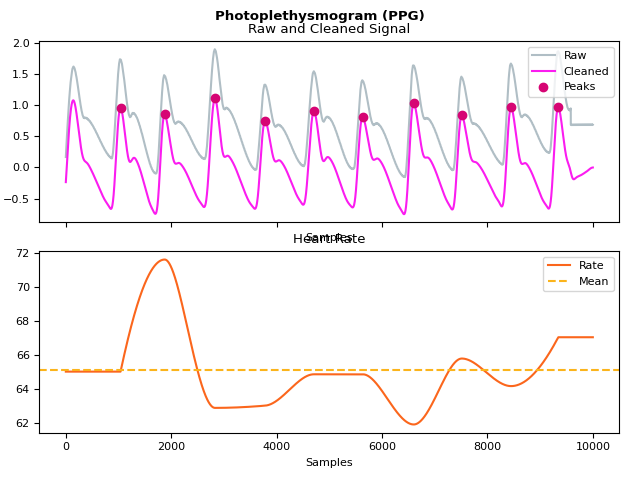 Photoplethysmogram (PPG)
Raw and Cleaned Signal
2.0
1.5
1.0
0.5
0.0
−0.5
Raw
Cleaned
Peaks
Samples
Heart Rate
72
70
68
66
64
62
Rate
Mean
0 2000 4000 6000 8000 10000
Samples